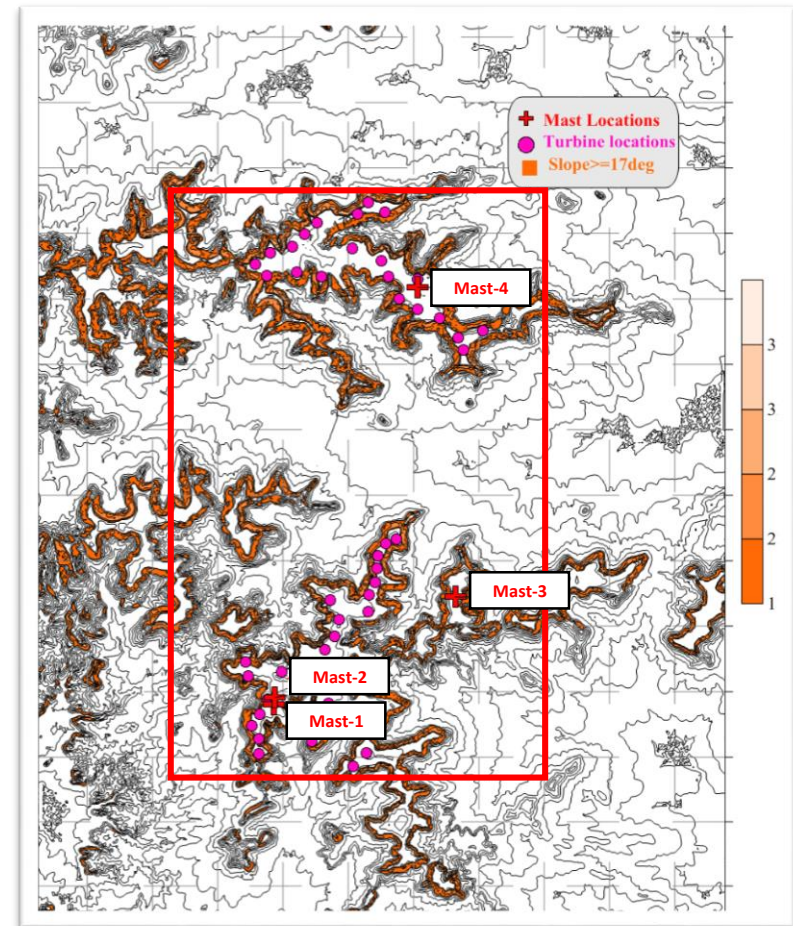 Mast Locations
Turbine locations
Slope>=17deg
Mast-4
3
3
2
2
1
Mast-3
Mast-2
Mast-1